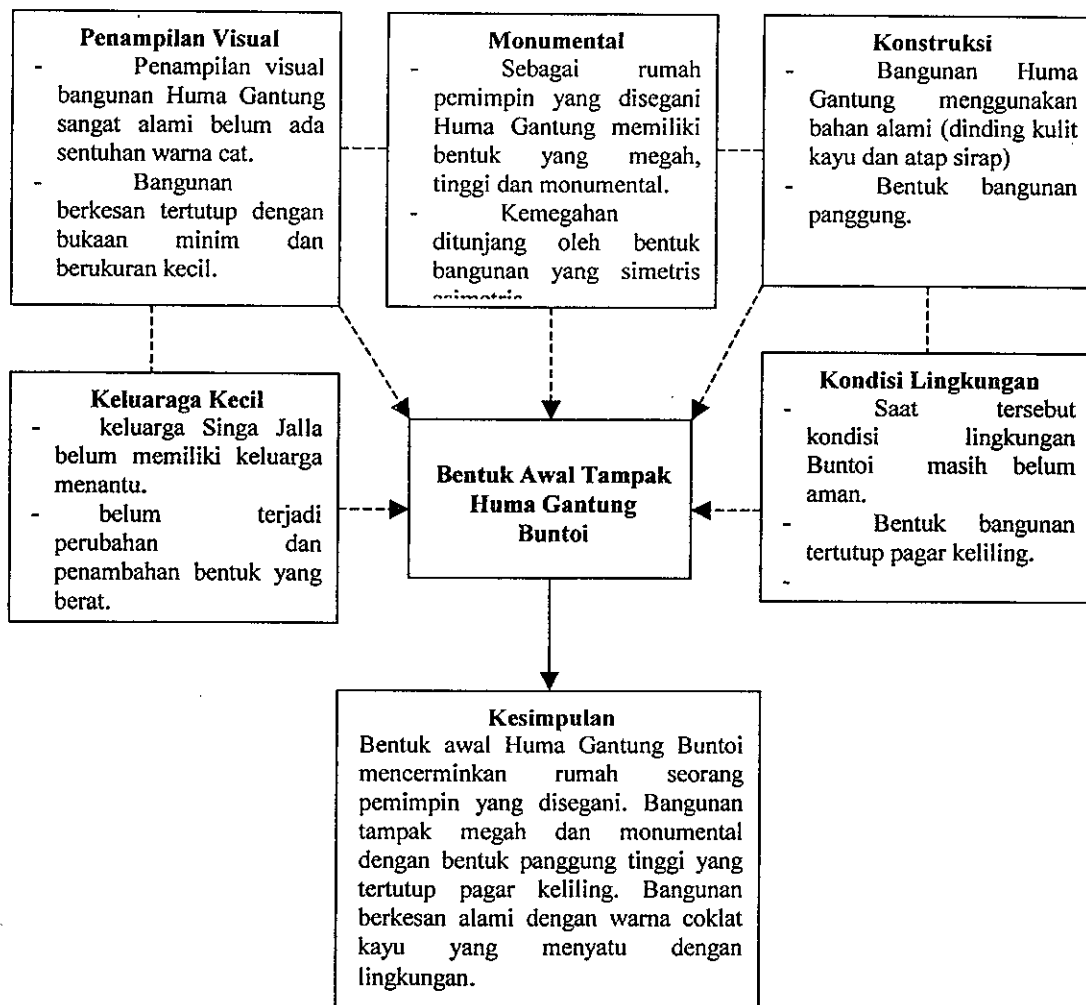 Penampilan Visual
- Penampilan visual
bangunan Huma Gantung
sangat alami belum ada
sentuhan warna cat.
- Bangunan
berkesan tertutup dengan
bukaan minim dan
berukuran kecil.
Monumental
- Sebagai rumah
pemimpin yang disegani
Huma Gantung memiliki
bentuk yang megah,
tinggi dan monumental.
- Kemegahan
ditunjang oleh bentuk
bangunan yang simetris
Konstruksi
- Bangunan Huma
Gantung menggunakan
bahan alami (dinding kulit
kayu dan atap sirap)
- Bentuk bangunan
panggung.
Keluaraga Kecil
- keluarga Singa Jalla
belum memiliki keluarga
menantu.
- belum terjadi
perubahan dan
penambahan bentuk yang
berat.
Bentuk Awal Tampak
Huma Gantung
Buntoi
Kondisi Lingkungan
- Saat tersebut
kondisi lingkungan
Buntoi masih belum
aman.
- Bentuk bangunan
tertutup pagar keliling.
-
Kesimpulan
Bentuk awal Huma Gantung Buntoi
mencerminkan rumah seorang
pemimpin yang disegani. Bangunan
tampak megah dan monumental
dengan bentuk panggung tinggi yang
tertutup pagar keliling. Bangunan
berkesan alami dengan warna coklat
kayu yang menyatu dengan
lingkungan.